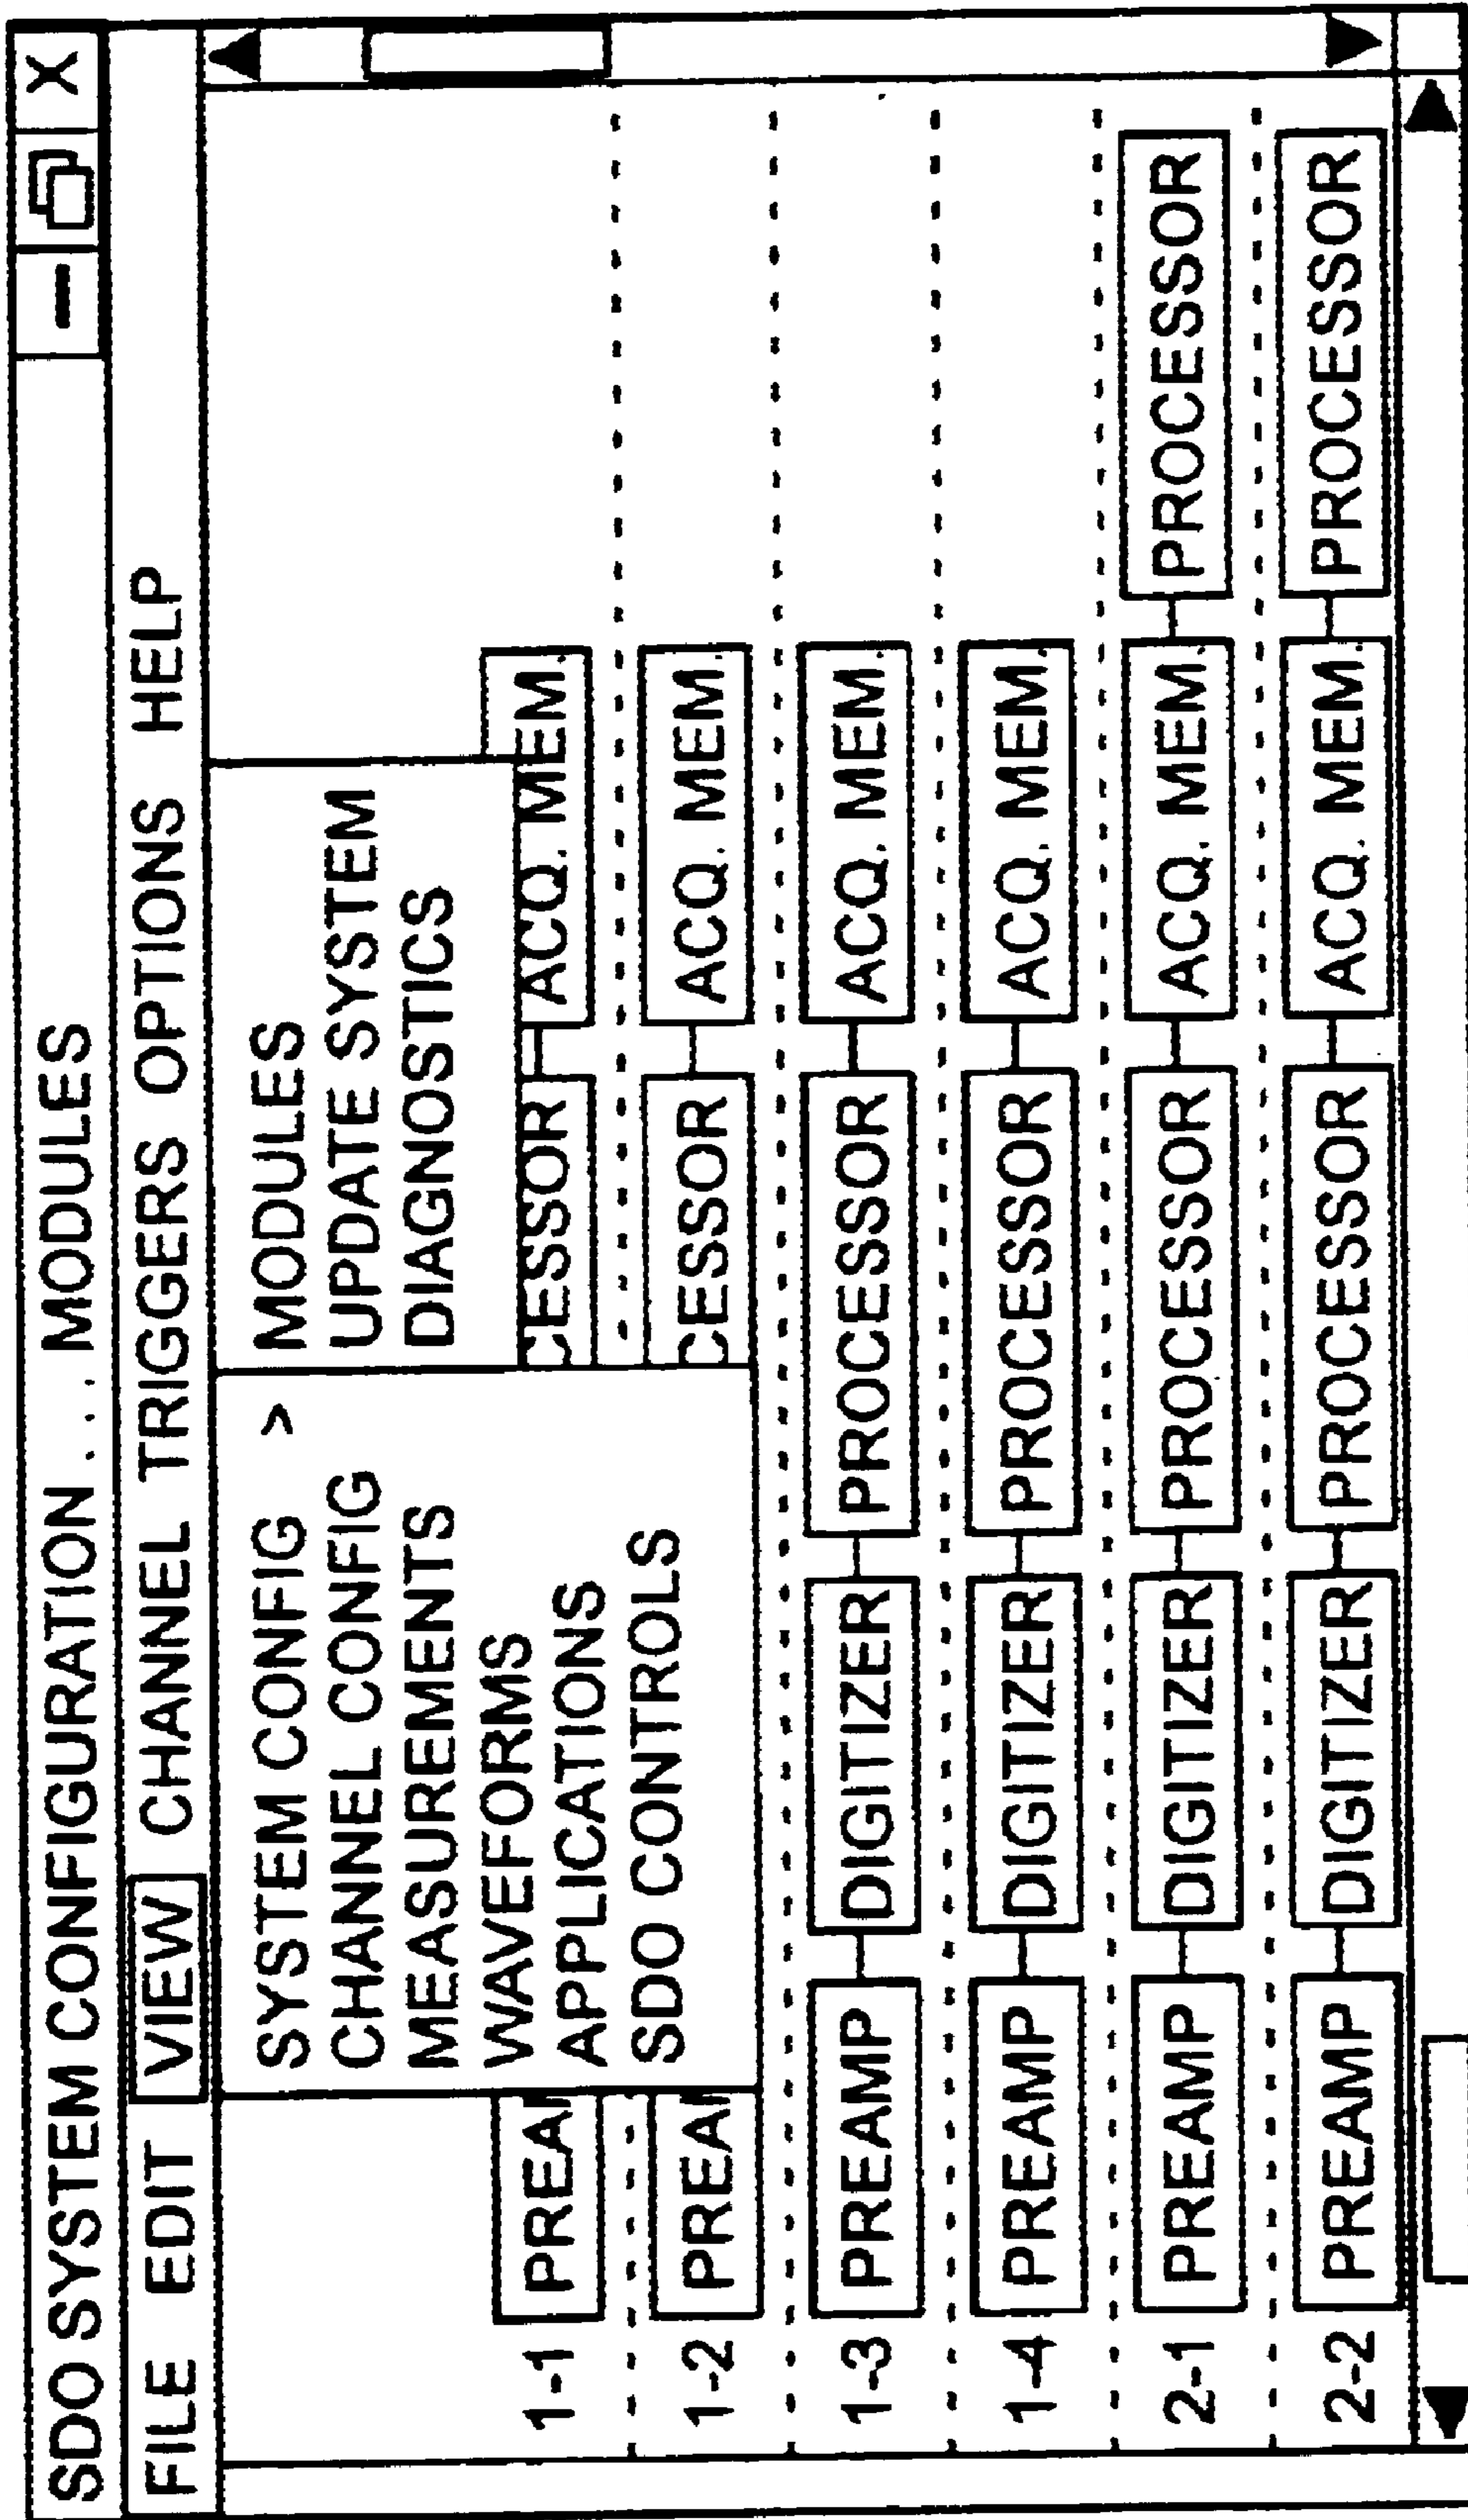 SDO SYSTEM CONFIGURATION . . . MODULES
X
FILE EDIT VIEW CHANNEL TRIGGERS OPTIONS HELP
SYSTEM CONFIG >
CHANNEL CONFIG
MEASUREMENTS
WAVEFORMS
APPLICATIONS
SDO CONTROLS
MODULES
UPDATE SYSTEM
DIAGNOSTICS
1-1 PREA CESSOR ACQ. MEM.
1-2 PREA CESSOR ACQ. MEM.
1-3 PREAMP DIGITIZER PROCESSOR ACQ. MEM.
1-4 PREAMP DIGITIZER PROCESSOR ACQ. MEM.
2-1 PREAMP DIGITIZER PROCESSOR ACQ. MEM. PROCESSOR
2-2 PREAMP DIGITIZER PROCESSOR ACQ. MEM. PROCESSOR